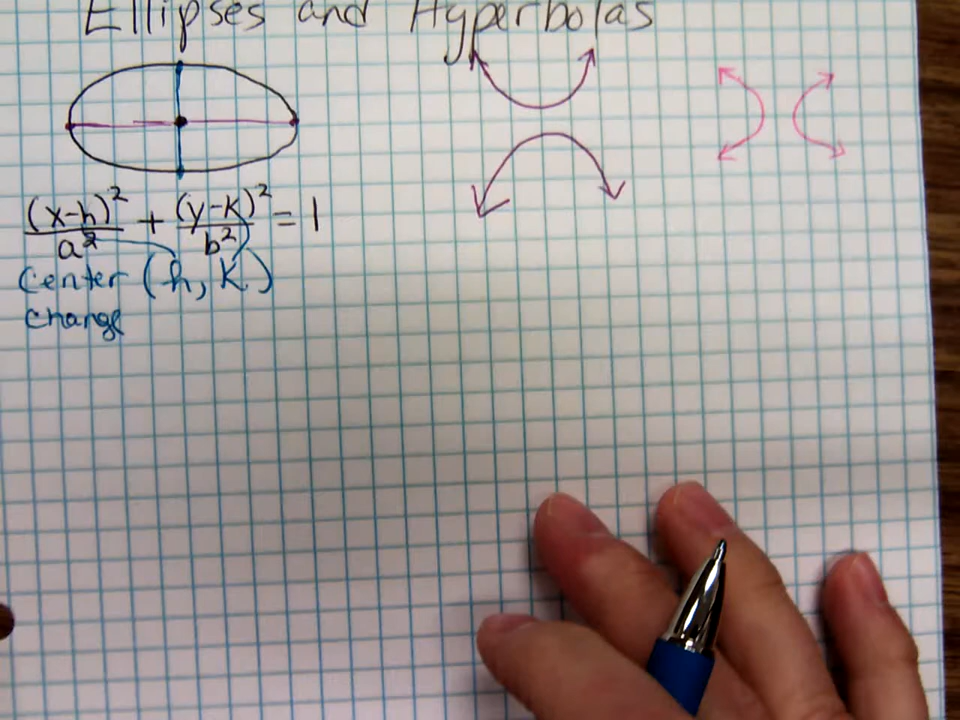 Ellipses and Hyperbolas
(x-h)²/a² + (y-k)²/b² = 1
Center (h, k)
change